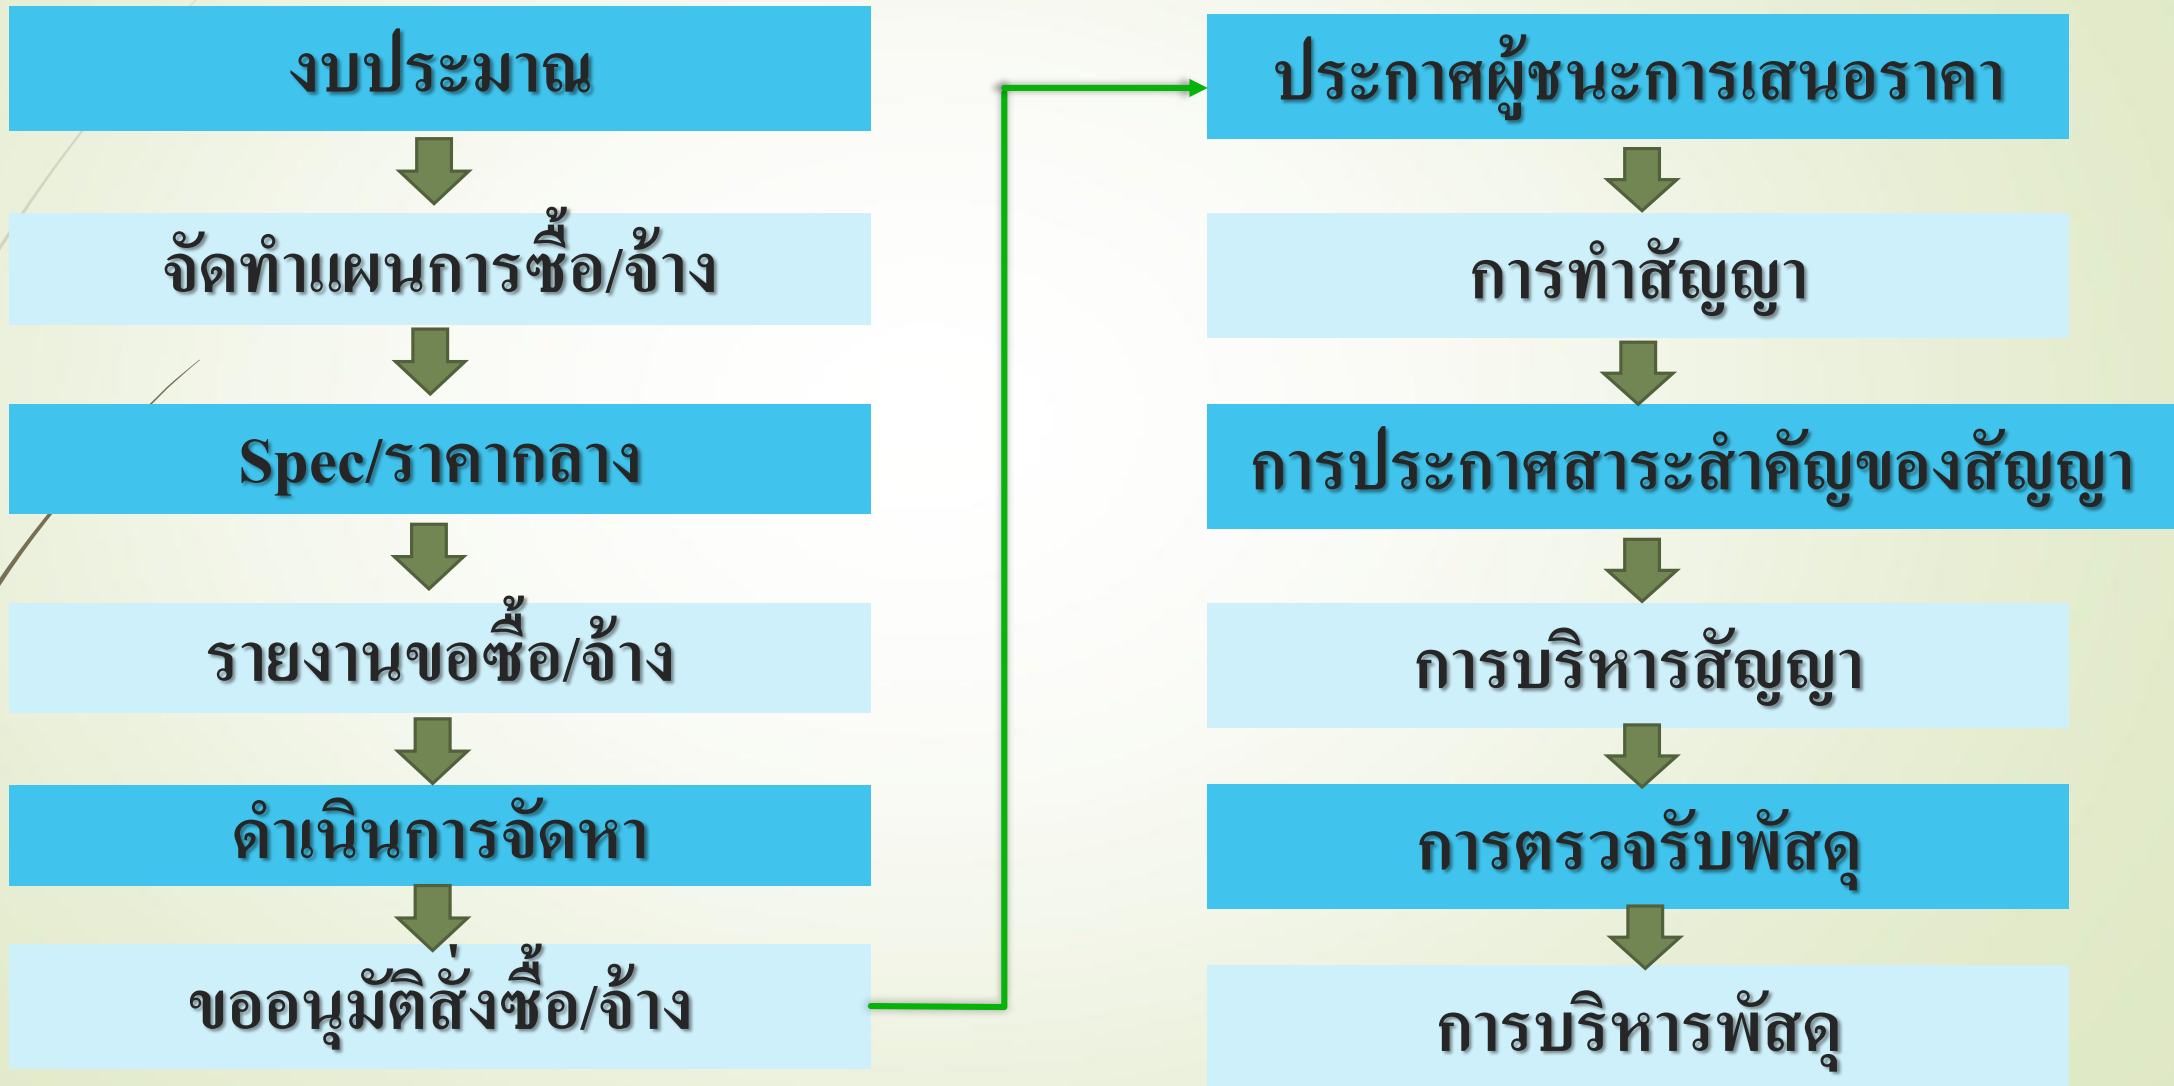 งบประมาณ
จัดทำแผนการซื้อ/จ้าง
Spec/ราคากลาง
รายงานขอซื้อ/จ้าง
ดำเนินการจัดหา
ขออนุมัติสั่งซื้อ/จ้าง
ประกาศผู้ชนะการเสนอราคา
การทำสัญญา
การประกาศสาระสำคัญของสัญญา
การบริหารสัญญา
การตรวจรับพัสดุ
การบริหารพัสดุ